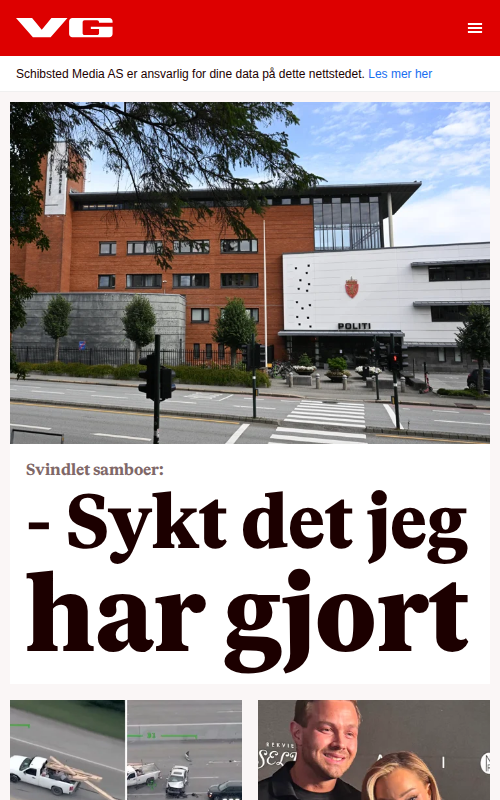 VG
Schibsted Media AS er ansvarlig for dine data på dette nettstedet. Les mer her
POLITI
Svindlet samboer:
- Sykt det jeg
har gjort
31